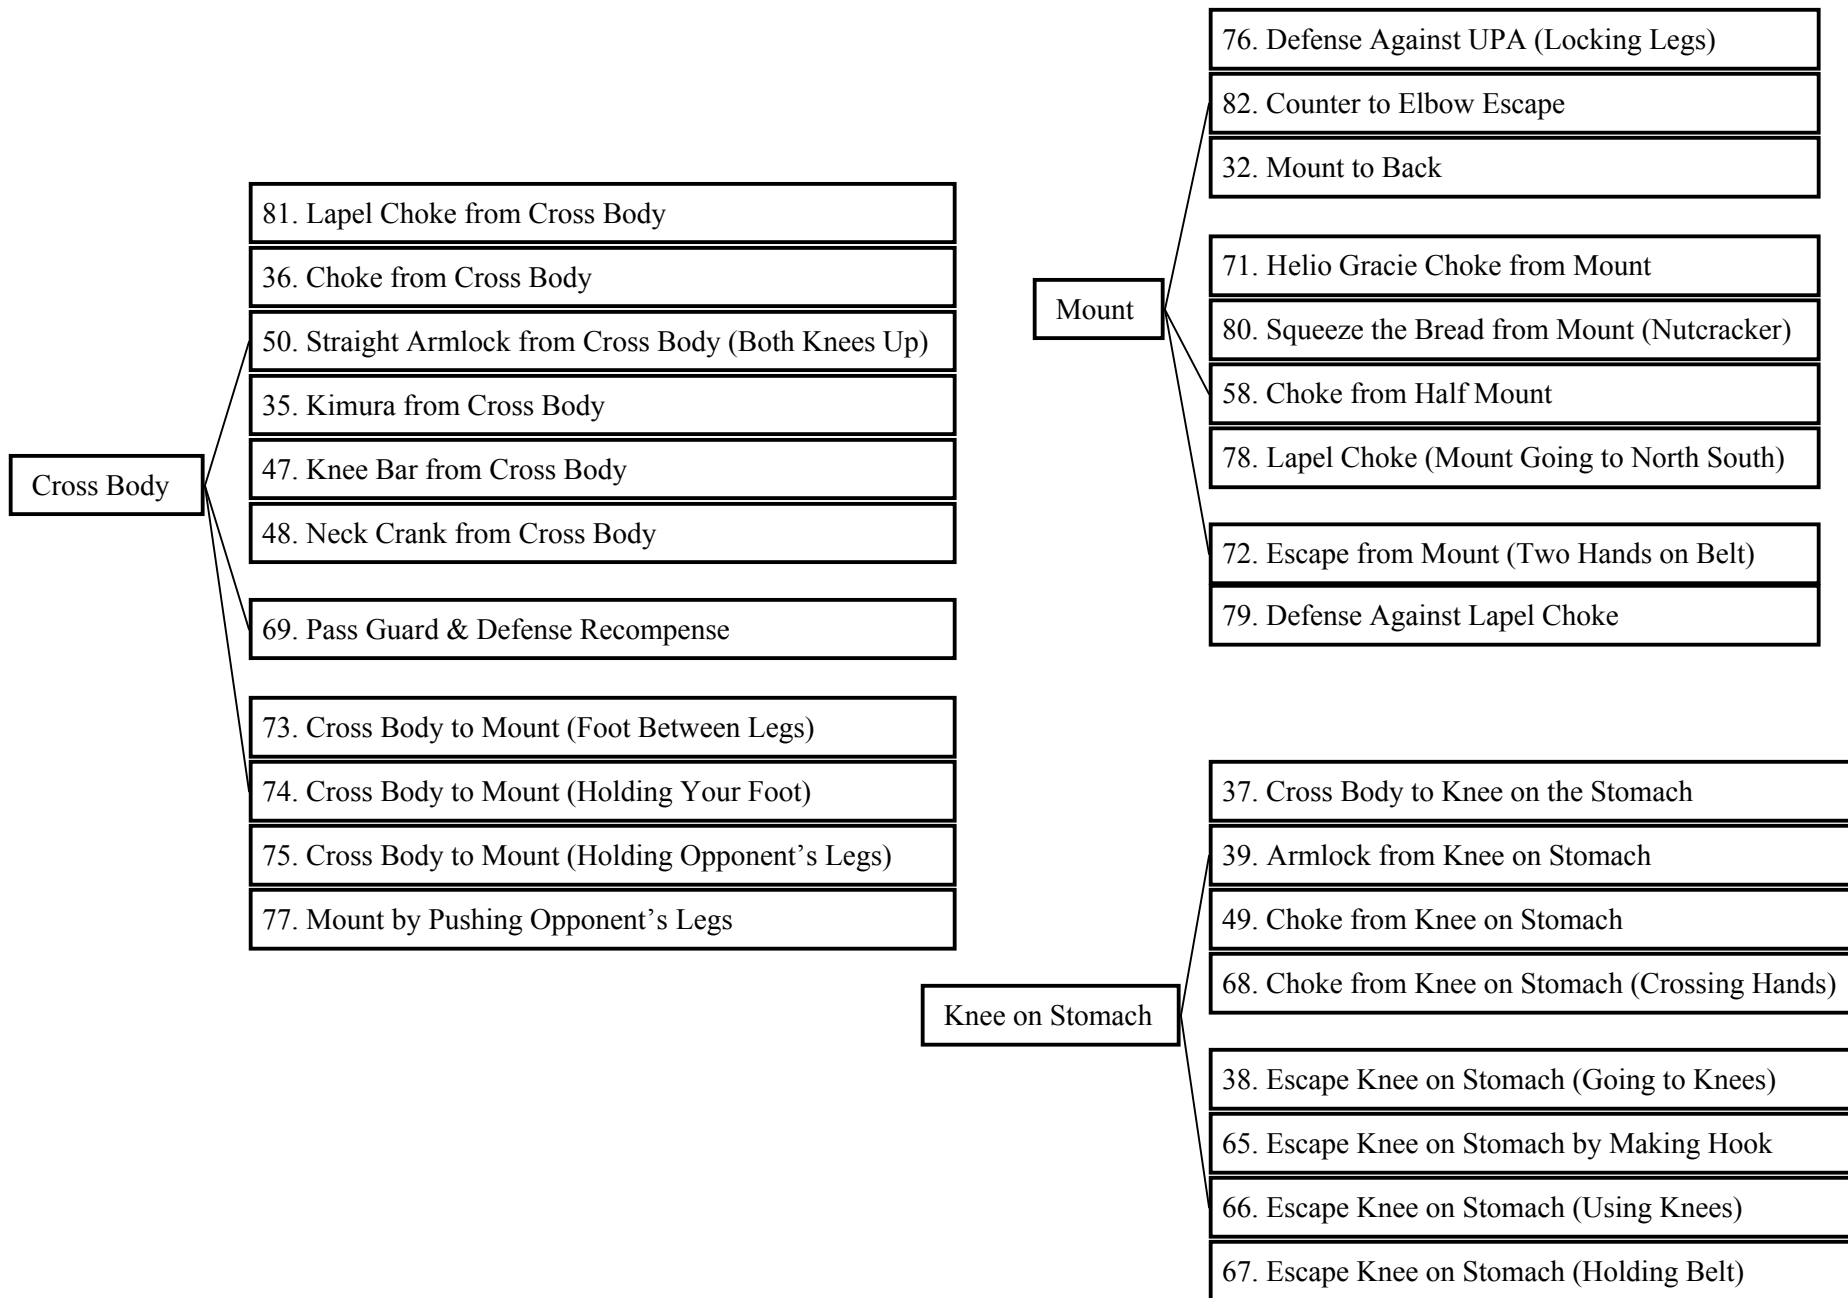 Cross Body
81. Lapel Choke from Cross Body
36. Choke from Cross Body
50. Straight Armlock from Cross Body (Both Knees Up)
35. Kimura from Cross Body
47. Knee Bar from Cross Body
48. Neck Crank from Cross Body
69. Pass Guard & Defense Recompense
73. Cross Body to Mount (Foot Between Legs)
74. Cross Body to Mount (Holding Your Foot)
75. Cross Body to Mount (Holding Opponent’s Legs)
77. Mount by Pushing Opponent’s Legs
Mount
76. Defense Against UPA (Locking Legs)
82. Counter to Elbow Escape
32. Mount to Back
71. Helio Gracie Choke from Mount
80. Squeeze the Bread from Mount (Nutcracker)
58. Choke from Half Mount
78. Lapel Choke (Mount Going to North South)
72. Escape from Mount (Two Hands on Belt)
79. Defense Against Lapel Choke
Knee on Stomach
37. Cross Body to Knee on the Stomach
39. Armlock from Knee on Stomach
49. Choke from Knee on Stomach
68. Choke from Knee on Stomach (Crossing Hands)
38. Escape Knee on Stomach (Going to Knees)
65. Escape Knee on Stomach by Making Hook
66. Escape Knee on Stomach (Using Knees)
67. Escape Knee on Stomach (Holding Belt)